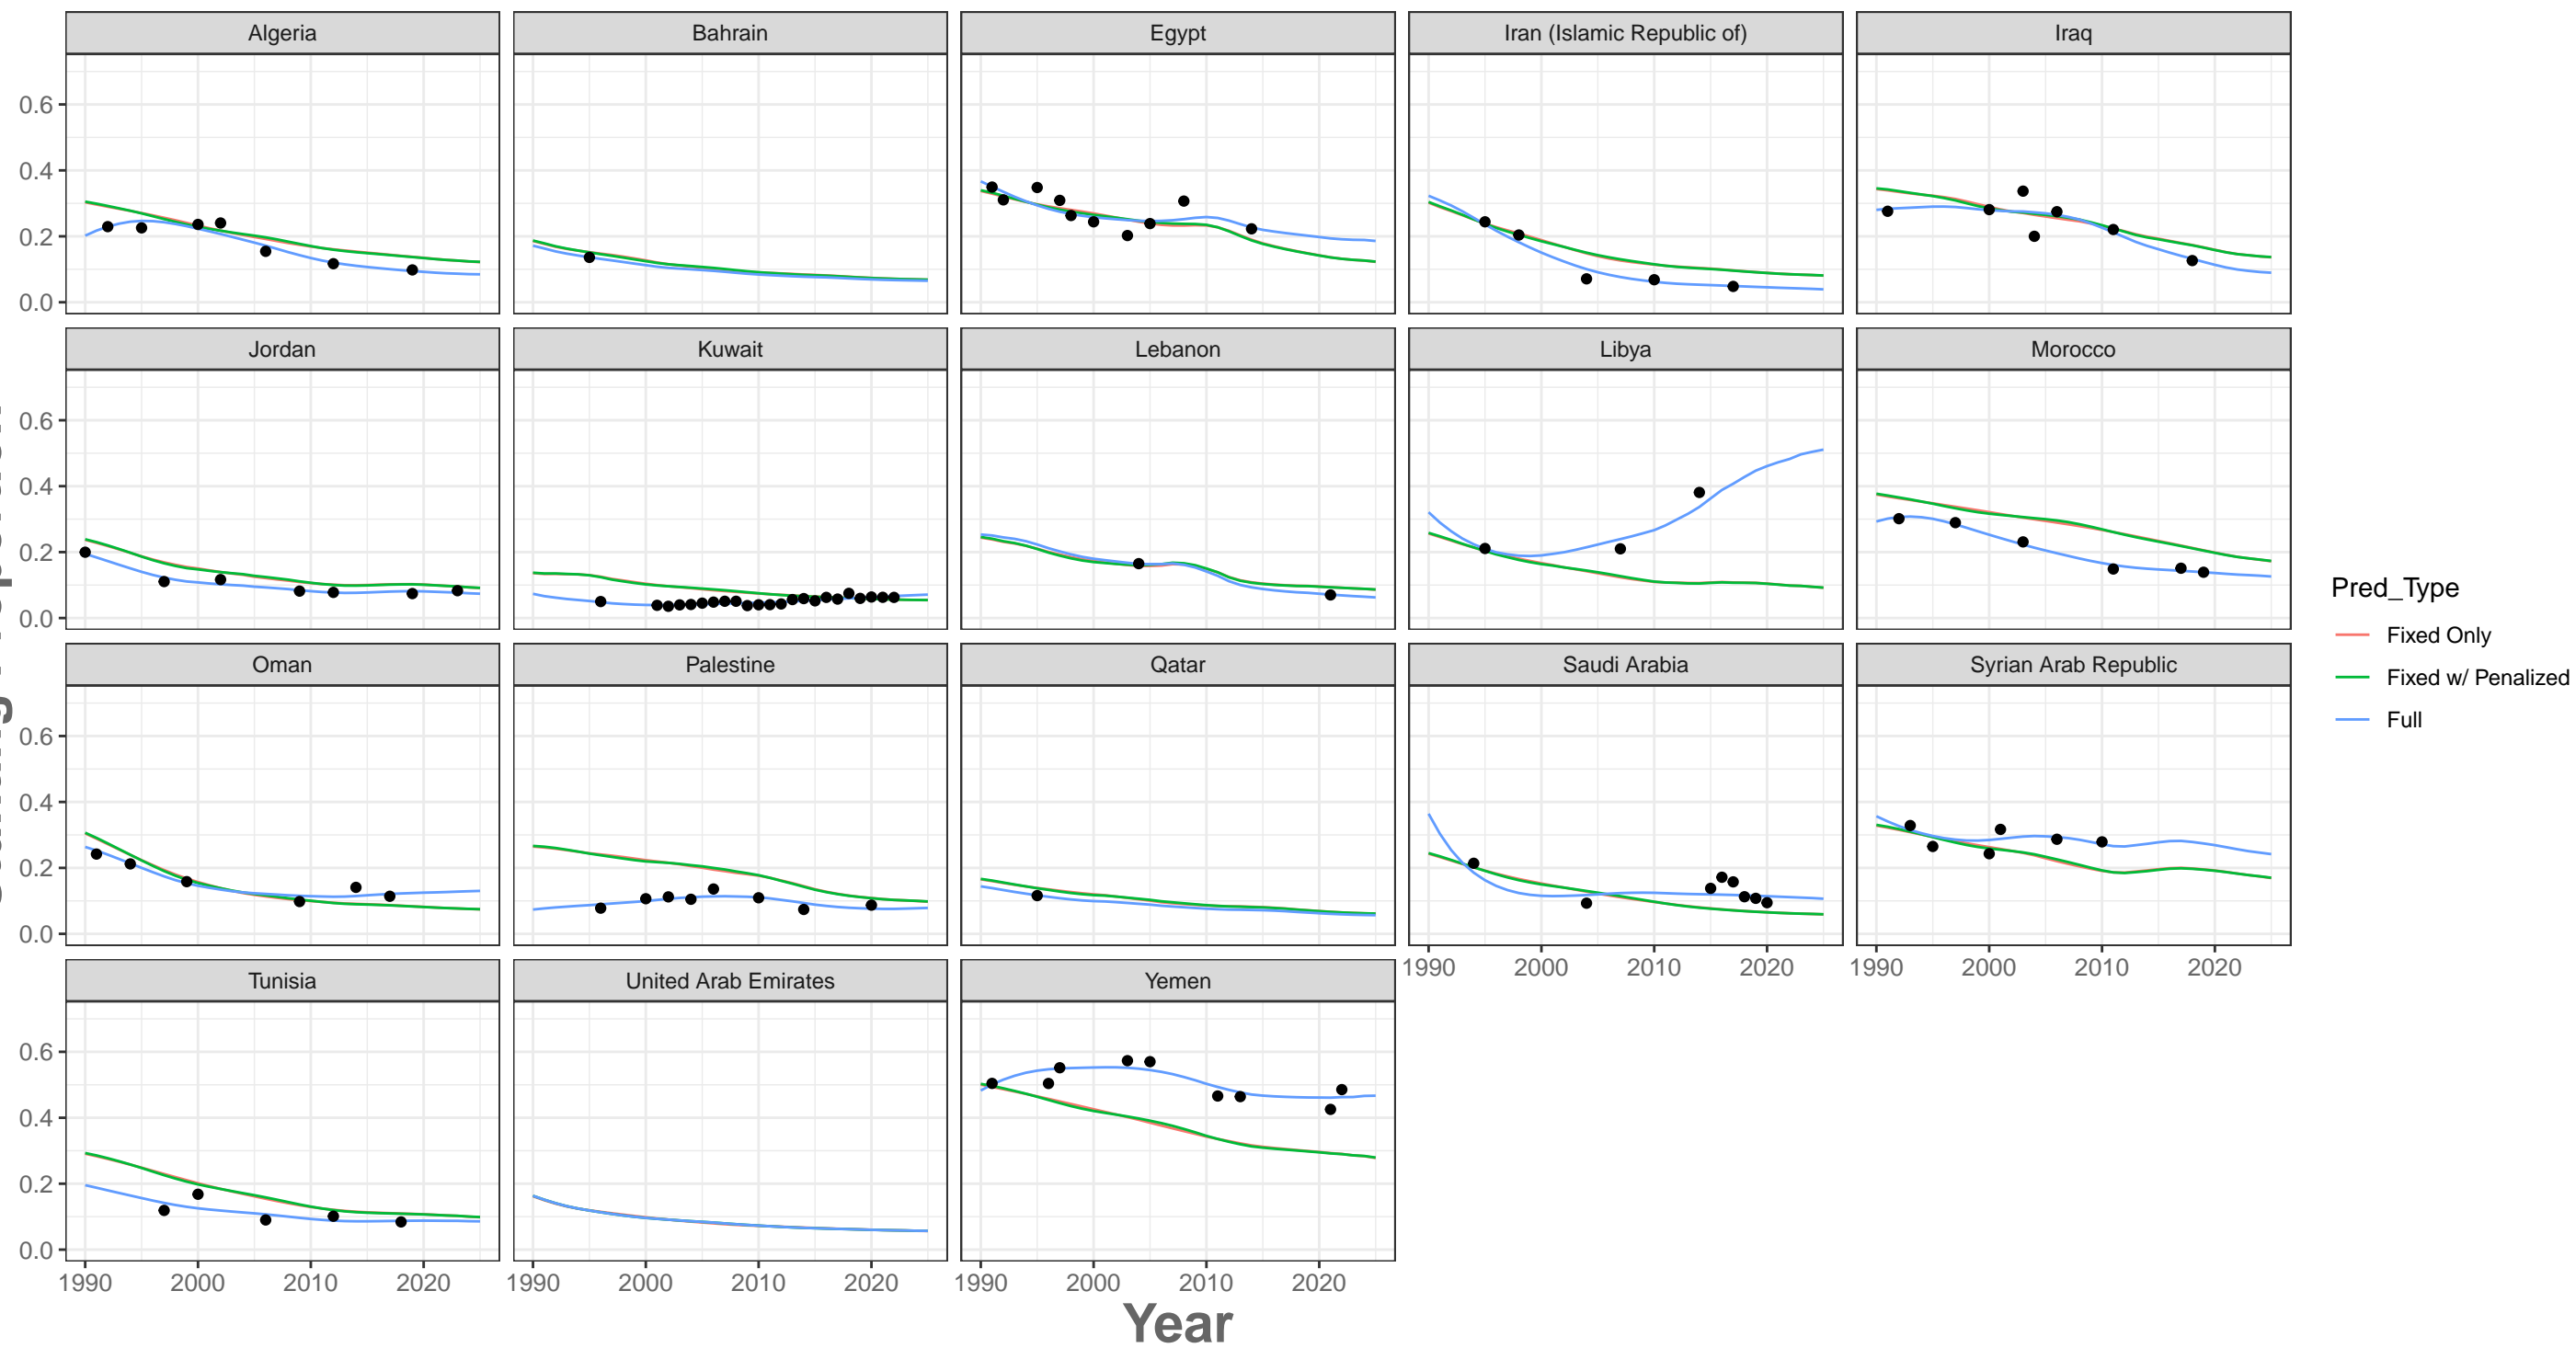 Algeria Bahrain Egypt Iran (Islamic Republic of) Iraq
0.6
0.4
0.2
0.0
Jordan Kuwait Lebanon Libya Morocco
0.6
0.4
0.2
0.0
Oman Palestine Qatar Saudi Arabia Syrian Arab Republic
0.6
0.4
0.2
0.0
1990 2000 2010 2020 1990 2000 2010 2020
Tunisia United Arab Emirates Yemen
0.6
0.4
0.2
0.0
1990 2000 2010 2020 1990 2000 2010 2020 1990 2000 2010 2020
Year
Pred_Type
Fixed Only
Fixed w/ Penalized
Full